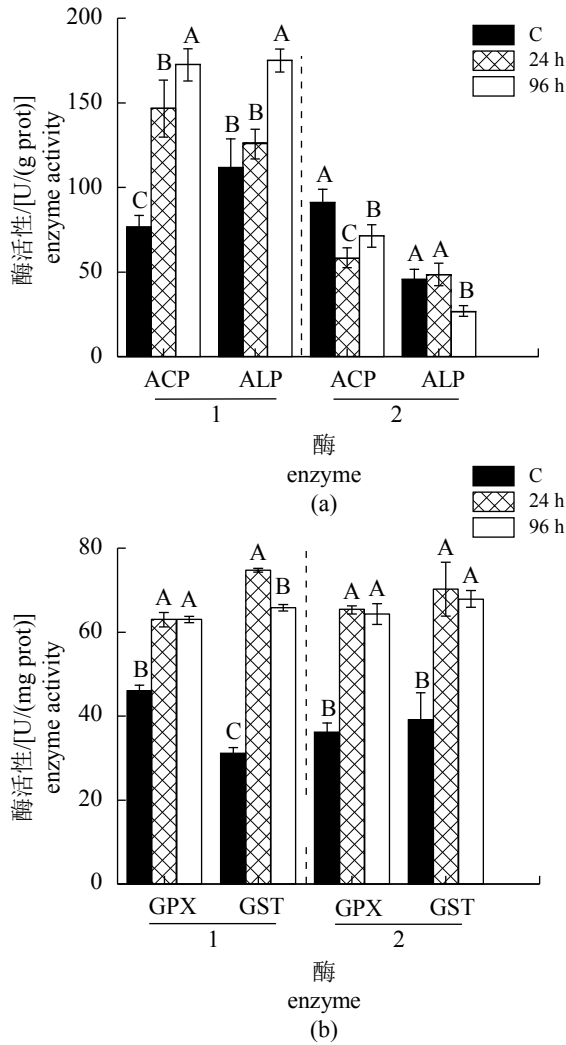 200
150
100
50
0
酶活性/[U/(g prot)]
enzyme activity
C
24 h
96 h
C
B
A
B
B
A
A
C
B
A
A
B
ACP
ALP
ACP
ALP
1
2
酶
enzyme
(a)
C
24 h
96 h
80
60
40
20
0
酶活性/[U/(mg prot)]
enzyme activity
B
A
A
C
A
B
B
A
A
B
A
A
GPX
GST
GPX
GST
1
2
酶
enzyme
(b)